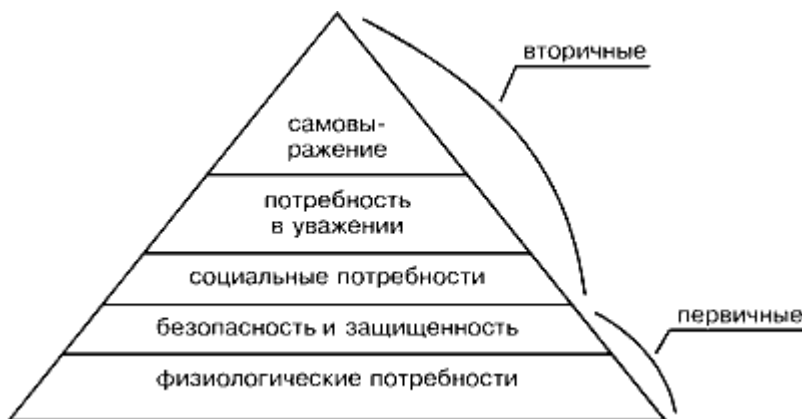 вторичные
самовы-
ражение
потребность
в уважении
социальные потребности
безопасность и защищенность
первичные
физиологические потребности